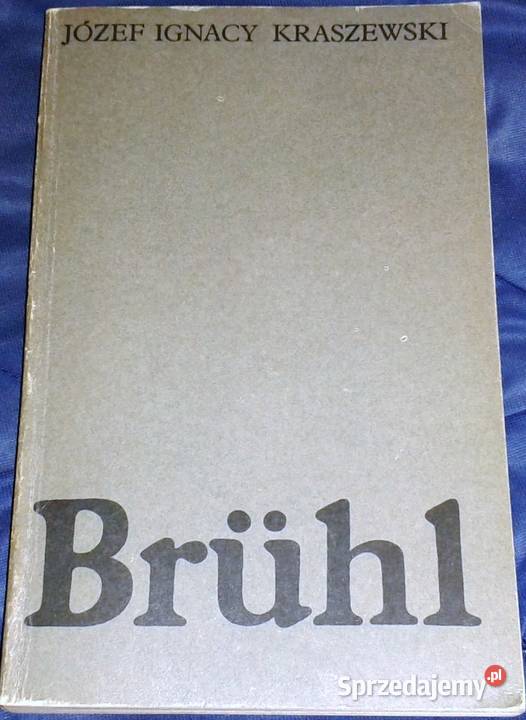 JÓZEF IGNACY KRASZEWSKI
Brühl
Sprzedajemy.pl